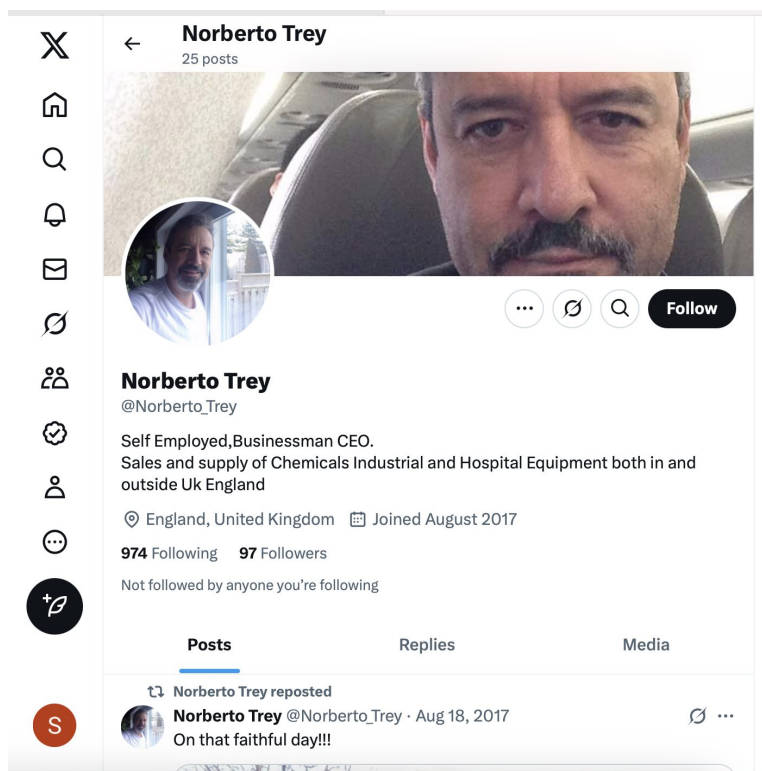 Norberto Trey
25 posts
Follow
Norberto Trey
@Norberto_Trey
Self Employed,Businessman CEO.
Sales and supply of Chemicals Industrial and Hospital Equipment both in and
outside Uk England
England, United Kingdom Joined August 2017
974 Following 97 Followers
Not followed by anyone you're following
Posts Replies Media
Norberto Trey reposted
Norberto Trey @Norberto_Trey · Aug 18, 2017
On that faithful day!!!
S